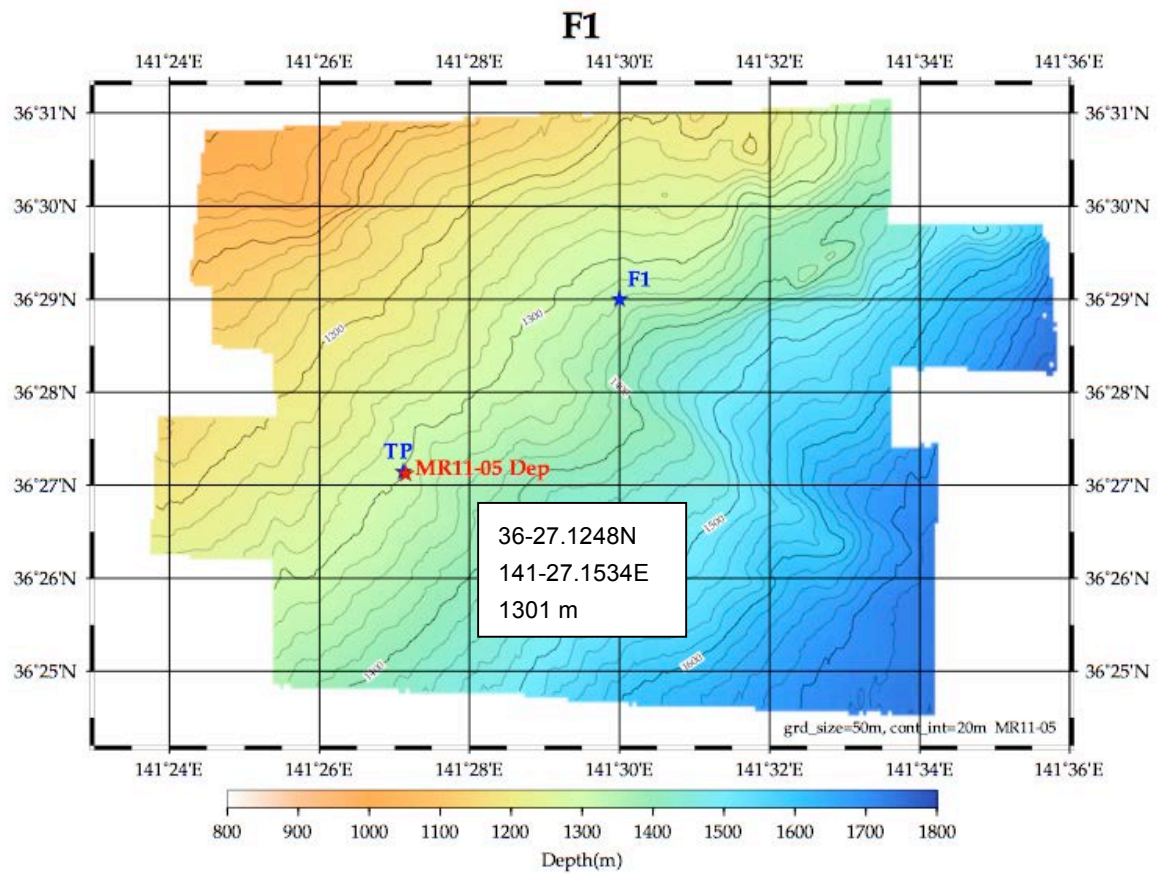 F1
141°24'E 141°26'E 141°28'E 141°30'E 141°32'E 141°34'E 141°36'E
36°31'N 36°31'N
36°30'N 36°30'N
F1
36°29'N 36°29'N
1300
1200
36°28'N 36°28'N
1400
TP
MR11-05 Dep
36°27'N 36°27'N
1500
36-27.1248N
141-27.1534E
1301 m
36°26'N 36°26'N
1600
1400
36°25'N 36°25'N
grd_size=50m, cont_int=20m MR11-05
141°24'E 141°26'E 141°28'E 141°30'E 141°32'E 141°34'E 141°36'E
800 900 1000 1100 1200 1300 1400 1500 1600 1700 1800
Depth(m)